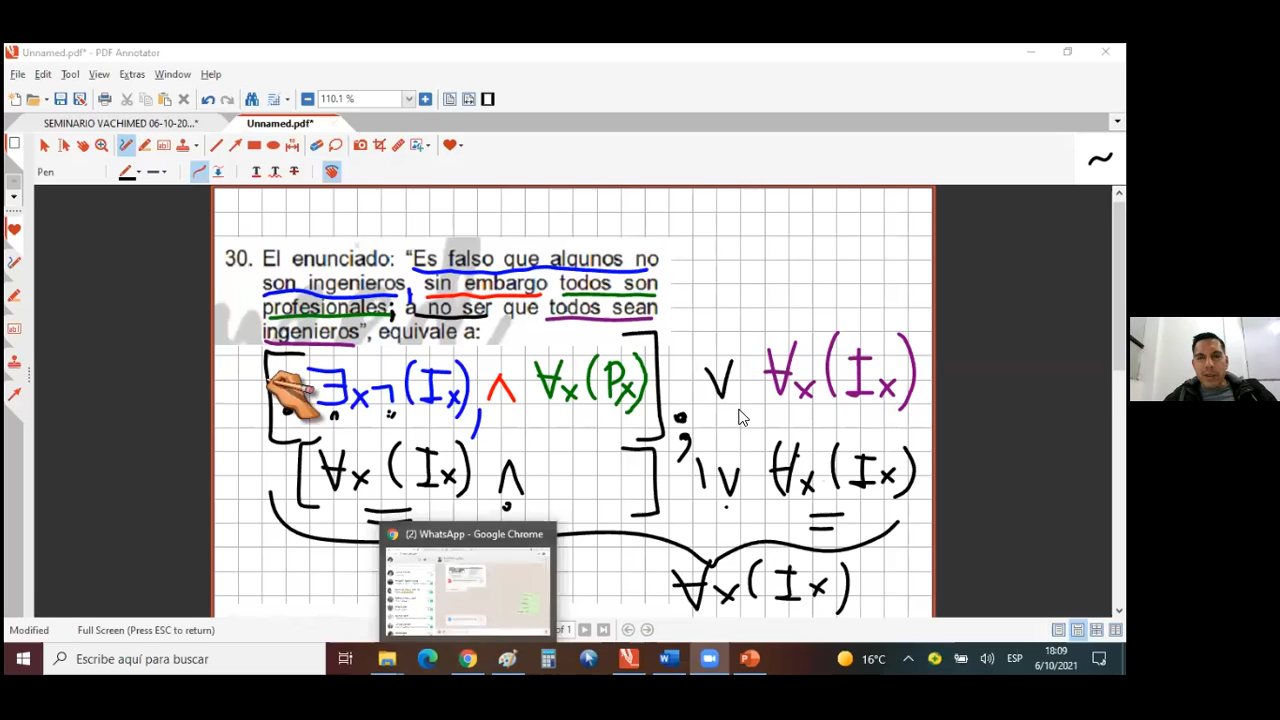 Unnamed.pdf* - PDF Annotator
File Edit Tool View Extras Window Help
110.1 %
SEMINARIO VACHIMED 06-10-20...* Unnamed.pdf*
Pen
30. El enunciado: “Es falso que algunos no
son ingenieros, sin embargo todos son
profesionales; a no ser que todos sean
ingenieros”, equivale a:
∃x¬(Ix) ∧ ∀x(Px)] ∨ ∀x(Ix)
[∀x(Ix) ∧ ] ∨ ∀x(Ix)
(2) WhatsApp - Google Chrome
∀x(Ix)
Modified Full Screen (Press ESC to return) of 1
Escribe aquí para buscar 16°C ESP 18:09
6/10/2021